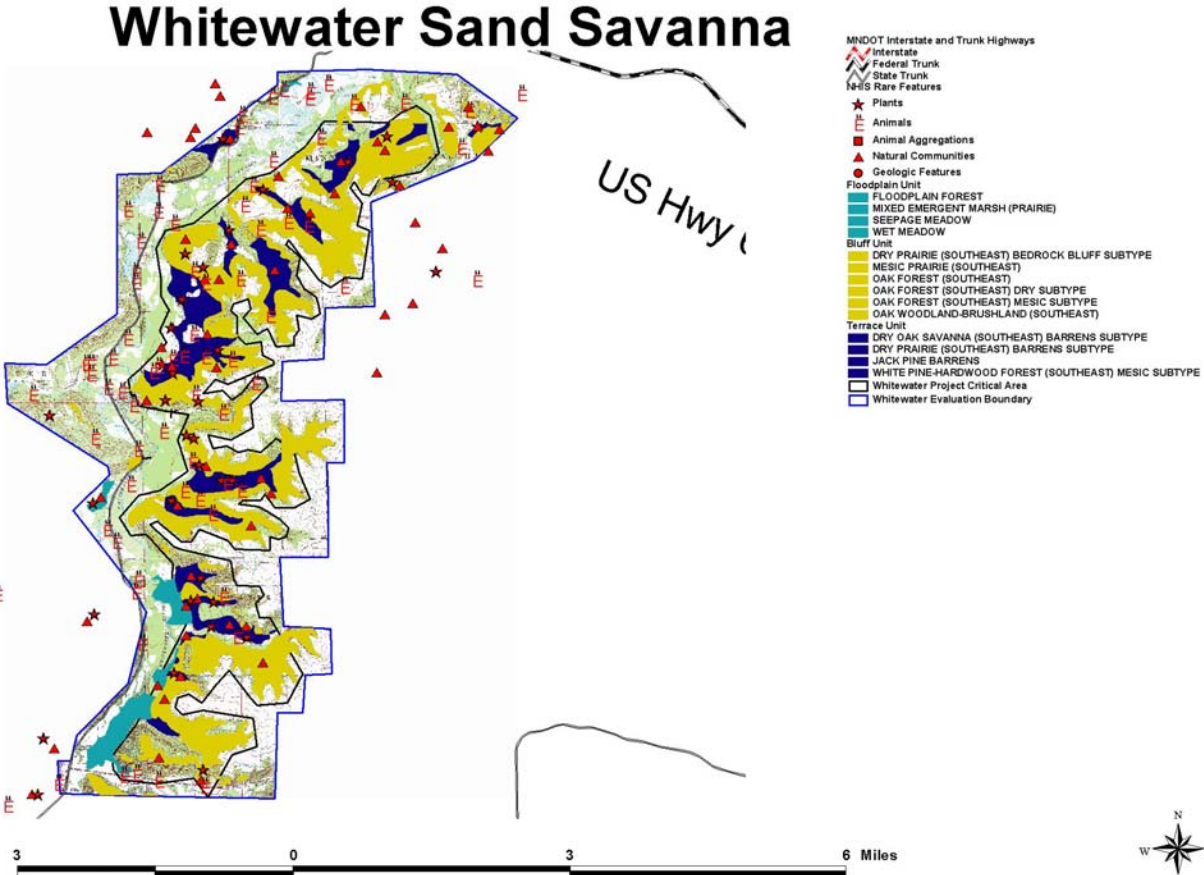 Whitewater Sand Savanna
MNDOT Interstate and Trunk Highways
Interstate
Federal Trunk
State Trunk
NHIS Rare Features
Plants
Animals
Animal Aggregations
Natural Communities
Geologic Features
Floodplain Unit
FLOODPLAIN FOREST
MIXED EMERGENT MARSH (PRAIRIE)
SEEPAGE MEADOW
WET MEADOW
Bluff Unit
DRY PRAIRIE (SOUTHEAST) BEDROCK BLUFF SUBTYPE
MESIC PRAIRIE (SOUTHEAST)
OAK FOREST (SOUTHEAST)
OAK FOREST (SOUTHEAST) DRY SUBTYPE
OAK FOREST (SOUTHEAST) MESIC SUBTYPE
OAK WOODLAND-BRUSHLAND (SOUTHEAST)
Terrace Unit
DRY OAK SAVANNA (SOUTHEAST) BARRENS SUBTYPE
DRY PRAIRIE (SOUTHEAST) BARRENS SUBTYPE
JACK PINE BARRENS
WHITE PINE-HARDWOOD FOREST (SOUTHEAST) MESIC SUBTYPE
Whitewater Project Critical Area
Whitewater Evaluation Boundary
US Hwy
3 0 3 6 Miles
N
W